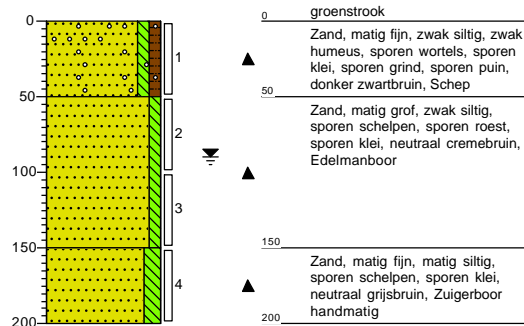 0
50
100
150
200
1
2
3
4
0
groenstrook
Zand, matig fijn, zwak siltig, zwak
humeus, sporen wortels, sporen
klei, sporen grind, sporen puin,
donker zwartbruin, Schep
50
Zand, matig grof, zwak siltig,
sporen schelpen, sporen roest,
sporen klei, neutraal cremebruin,
Edelmanboor
150
Zand, matig fijn, matig siltig,
sporen schelpen, sporen klei,
neutraal grijsbruin, Zuigerboor
handmatig
200